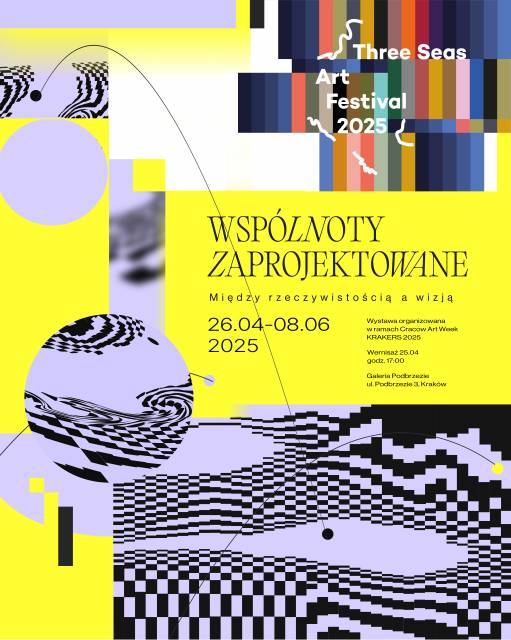 Three Seas
Art
Festival
2025
WSPÓLNOTY
ZAPROJEKTOWANE
Między rzeczywistością a wizją
26.04–08.06
2025
Wystawa organizowana
w ramach Cracow Art Week
KRAKERS 2025
Wernisaż 25.04
godz. 17:00
Galeria Podbrzezie
ul. Podbrzezie 3, Kraków